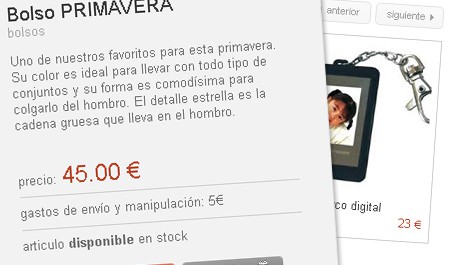 Bolso PRIMAVERA
bolsos
Uno de nuestros favoritos para esta primavera.
Su color es ideal para llevar con todo tipo de
conjuntos y su forma es comodísima para
colgarlo del hombro. El detalle estrella es la
cadena gruesa que lleva en el hombro.
precio: 45.00 €
gastos de envío y manipulación: 5€
articulo disponible en stock
anterior
siguiente
digital
23 €